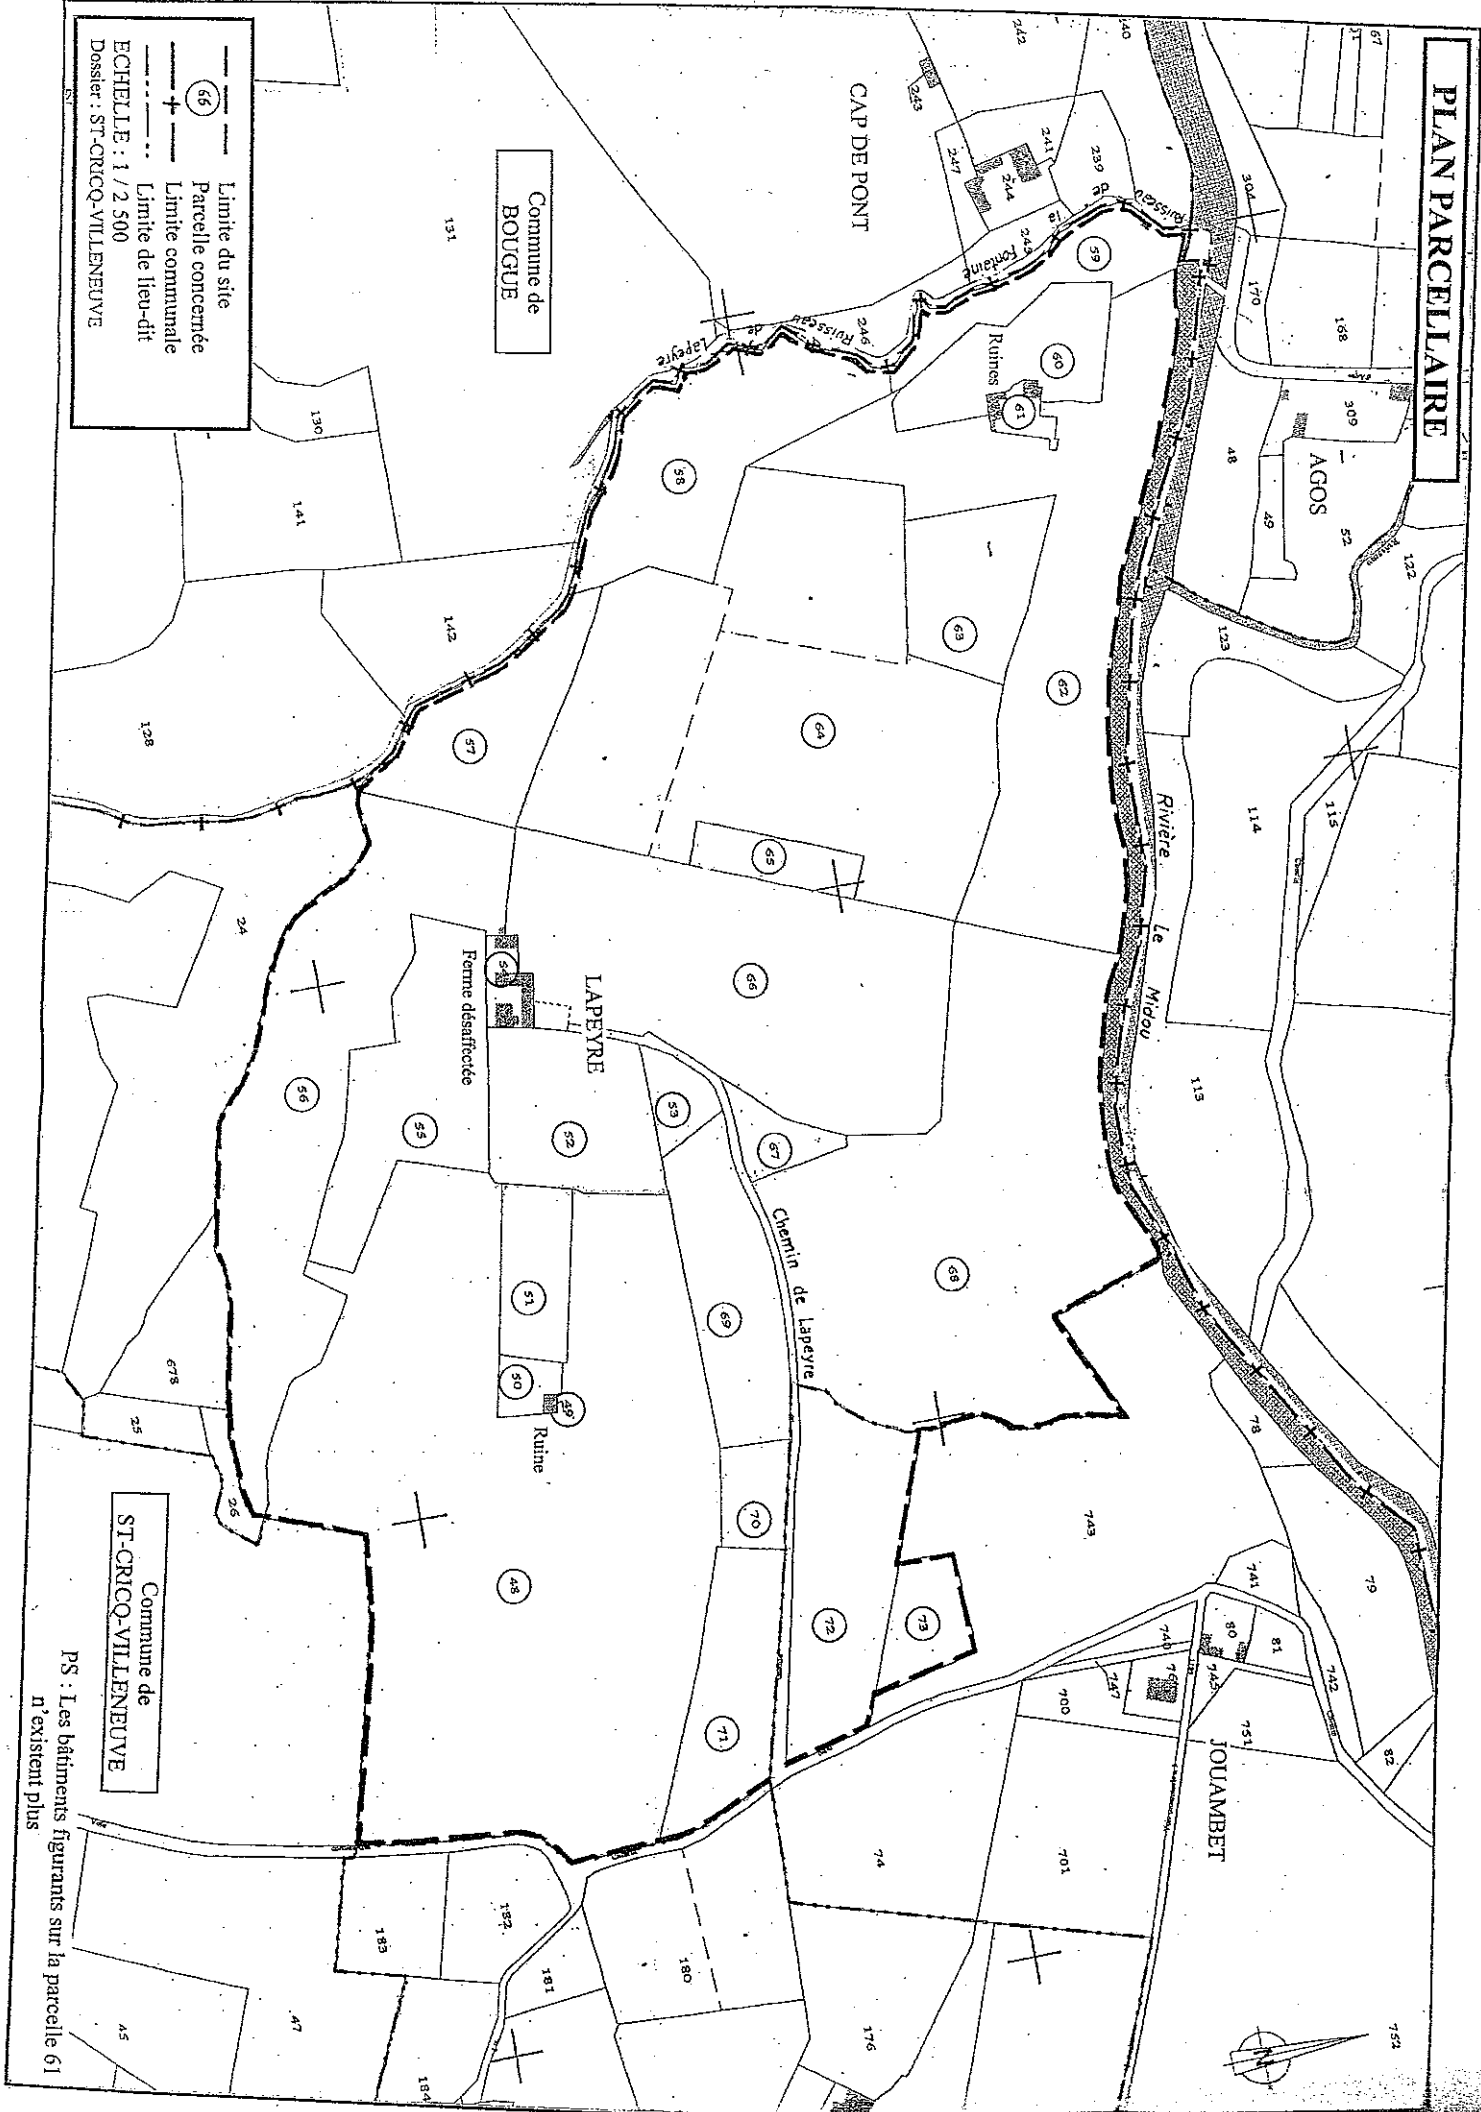 PLAN PARCELLAIRE
67
168
170
304
140
242
243
241
239
244
247
245
246
CAP DE PONT
Ruisseau
de
la
Fontaine
Ruisseau
de
Lapeyre
309
AGOS
48
49
52
122
123
59
60
61
Ruines
58
62
63
64
65
66
57
131
Commune de
BOUGUE
130
141
142
128
Rivière Le Midou
114
115
113
LAPEYRE
54
Ferme désaffectée
53
67
52
55
56
24
68
Chemin de Lapeyre
69
51
50
49
Ruine
70
48
71
72
73
678
25
26
743
78
79
741
80
81
742
740
747
745
700
751
82
JOUAMBET
74
701
752
N
176
180
181
182
183
184
47
45
Commune de
ST-CRICQ-VILLENEUVE
PS : Les bâtiments figurants sur la parcelle 61
n'existent plus
Limite du site
66 Parcelle concernée
Limite communale
Limite de lieu-dit
ECHELLE : 1 / 2 500
Dossier : ST-CRICQ-VILLENEUVE